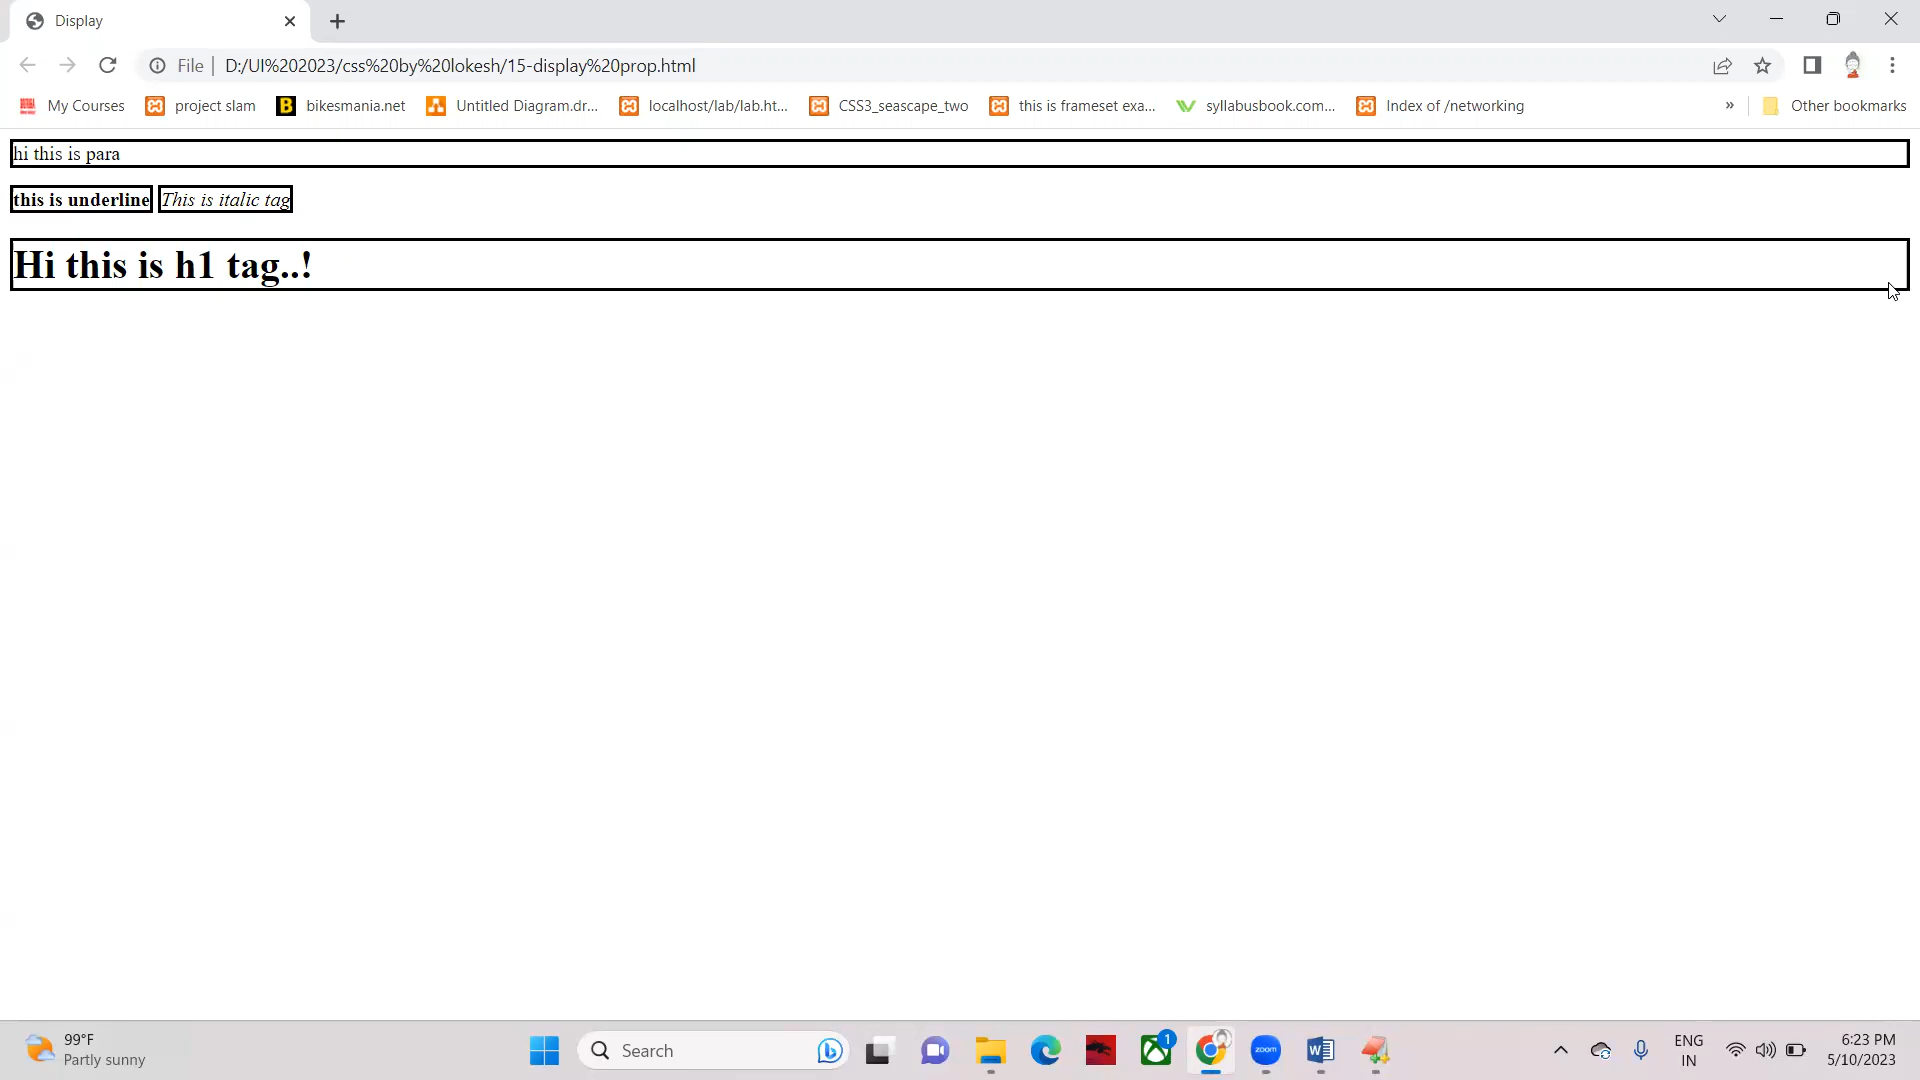 Display
File | D:/UI%202023/css%20by%20lokesh/15-display%20prop.html
My Courses project slam B bikesmania.net Untitled Diagram.dr... localhost/lab/lab.ht... CSS3_seascape_two this is frameset exa... syllabusbook.com... Index of /networking » Other bookmarks
hi this is para
this is underline This is italic tag
Hi this is h1 tag..!
99°F
Partly sunny
Search
1
zoom
W
ENG
IN
6:23 PM
5/10/2023